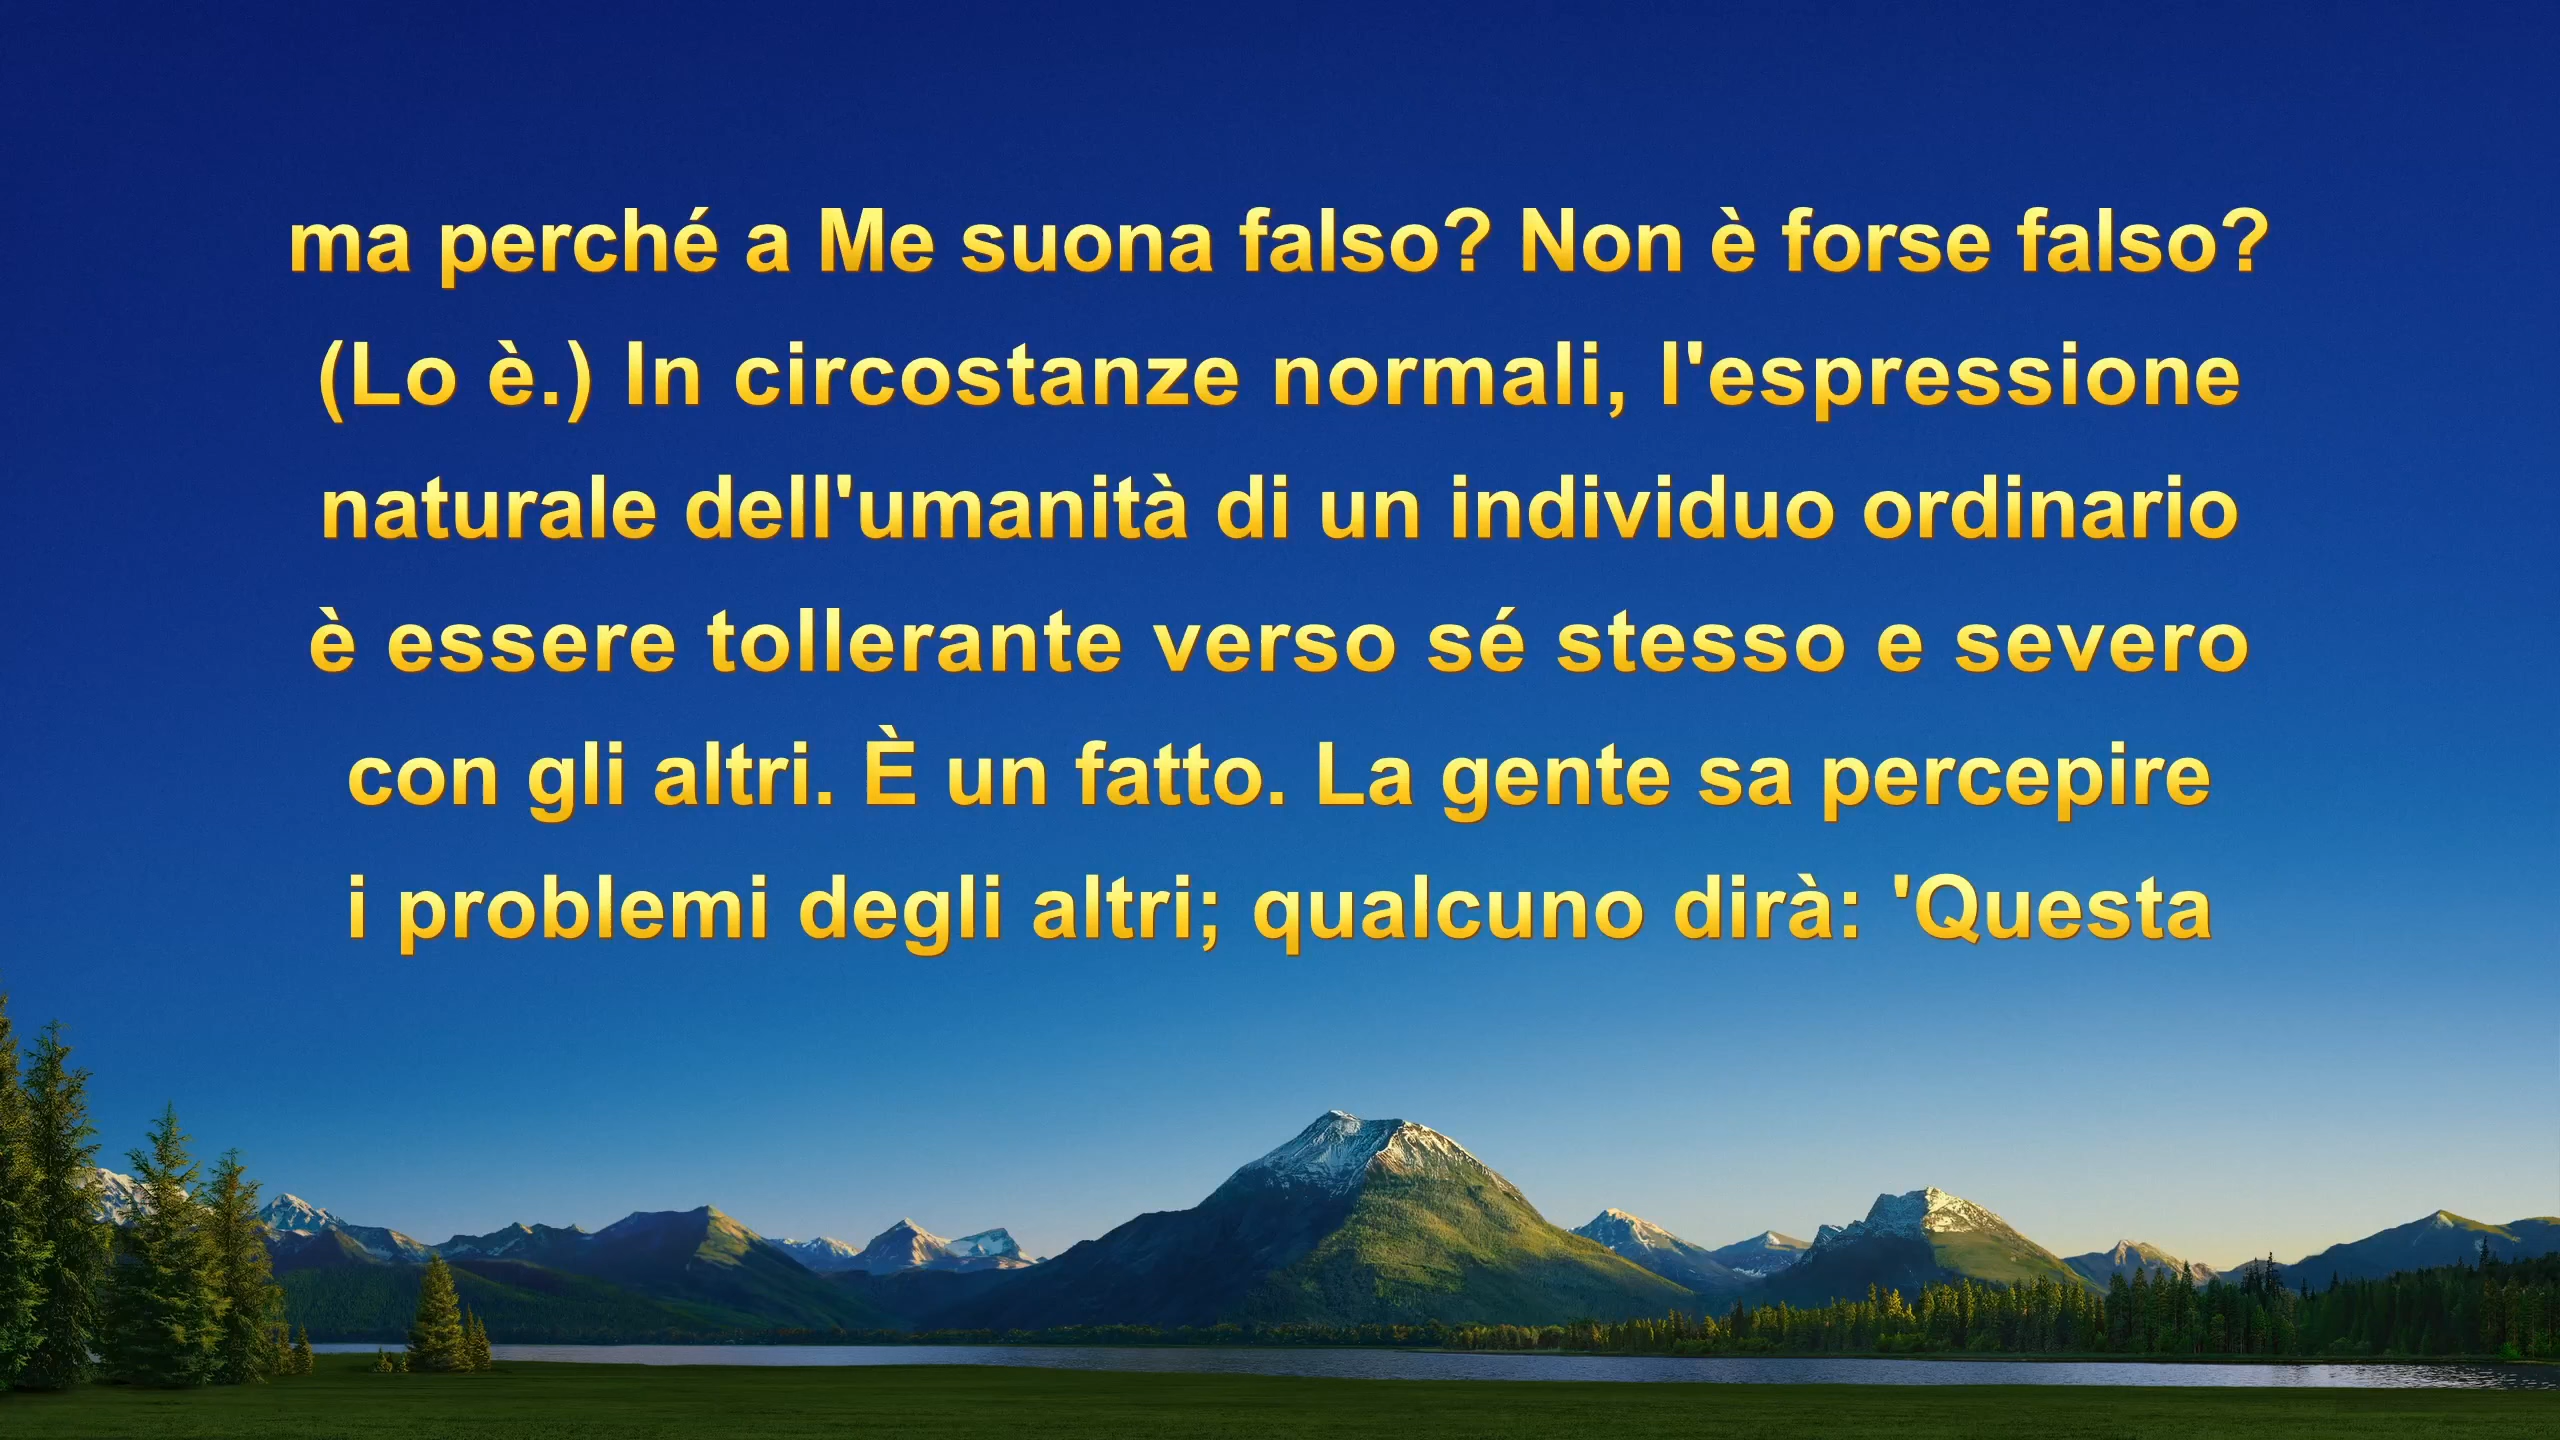 ma perché a Me suona falso? Non è forse falso?
(Lo è.) In circostanze normali, l'espressione
naturale dell'umanità di un individuo ordinario
è essere tollerante verso sé stesso e severo
con gli altri. È un fatto. La gente sa percepire
i problemi degli altri; qualcuno dirà: 'Questa